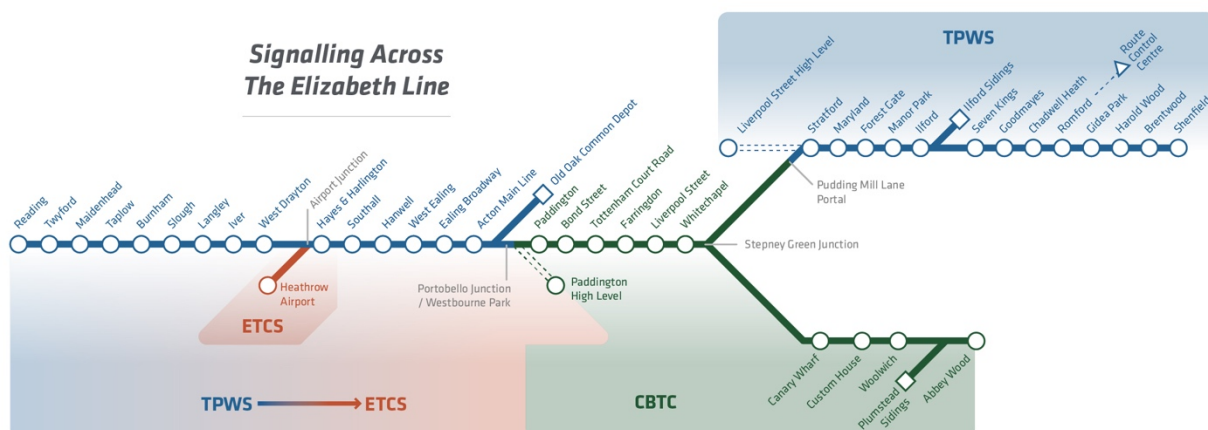 Signalling Across
The Elizabeth Line
TPWS
Liverpool Street High Level
Stratford
Maryland
Forest Gate
Manor Park
Ilford
Ilford Sidings
Seven Kings
Goodmayes
Chadwell Heath
Romford
Route
Control
Centre
Gidea Park
Harold Wood
Brentwood
Shenfield
Pudding Mill Lane
Portal
Reading
Twyford
Maidenhead
Taplow
Burnham
Slough
Langley
Iver
West Drayton
Airport Junction
Hayes & Harlington
Southall
Hanwell
West Ealing
Ealing Broadway
Acton Main Line
Old Oak Common Depot
Paddington
Bond Street
Tottenham Court Road
Farringdon
Liverpool Street
Whitechapel
Stepney Green Junction
Heathrow
Airport
ETCS
Portobello Junction
/ Westbourne Park
Paddington
High Level
TPWS
ETCS
CBTC
Canary Wharf
Custom House
Woolwich
Plumstead
Sidings
Abbey Wood